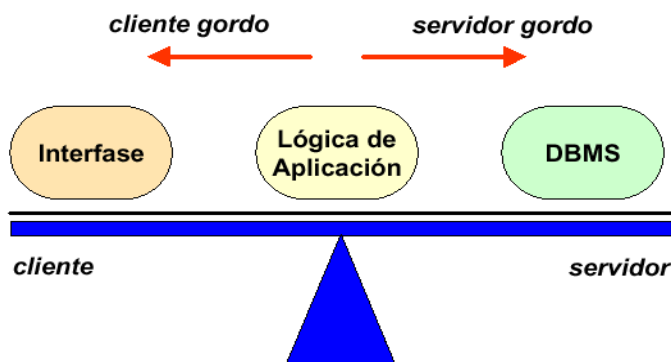 cliente gordo
servidor gordo
Interfase
Lógica de
Aplicación
DBMS
cliente
servidor